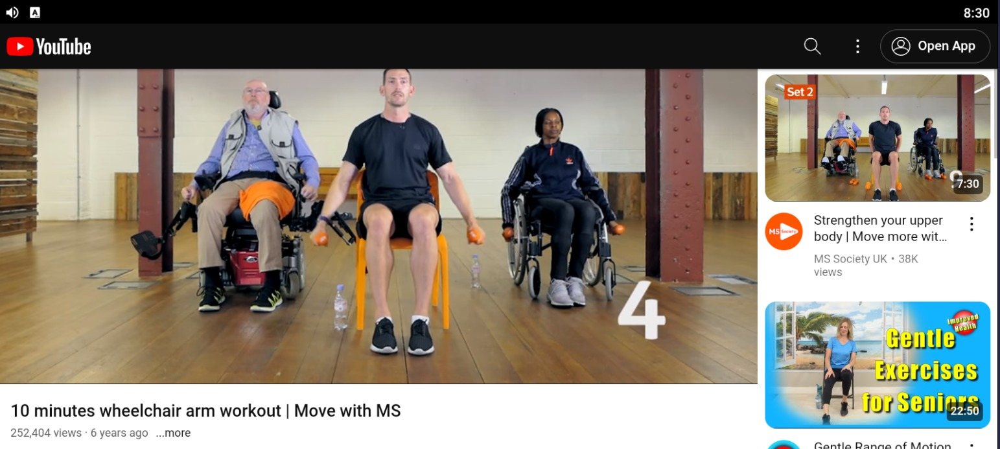 A
8:30
YouTube
Open App
4
10 minutes wheelchair arm workout | Move with MS
252,404 views · 6 years ago ...more
Set 2
9
7:30
MS Society
Strengthen your upper
body | Move more wit...
MS Society UK • 38K
views
Improved
Health
Gentle
Exercises
for Seniors
22:50
Gentle Range of Motion